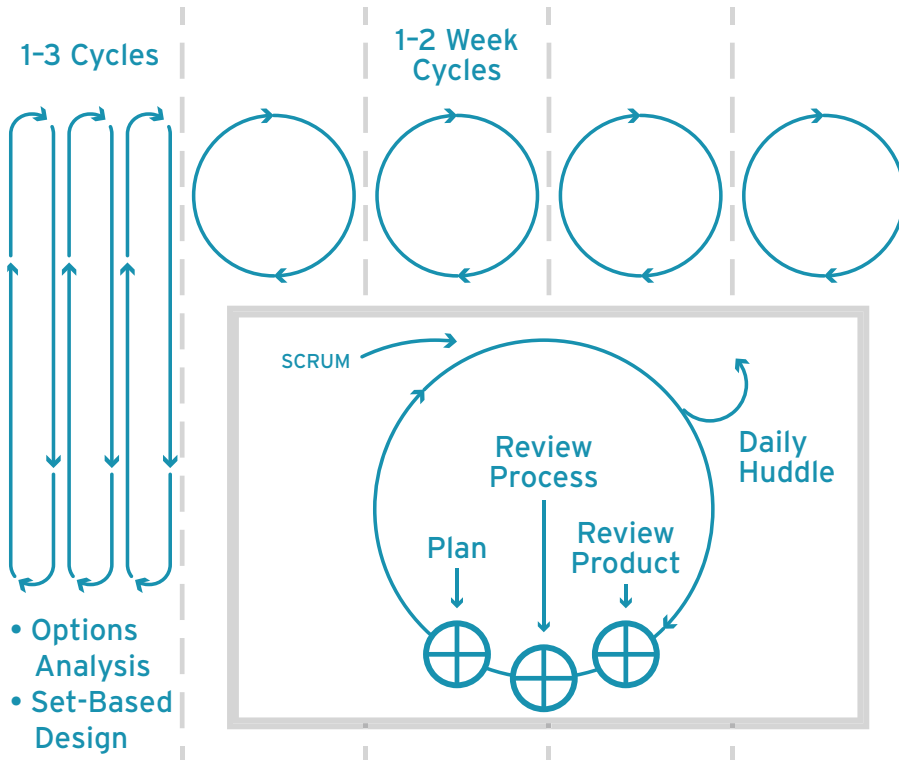 1–3 Cycles
1–2 Week
Cycles
SCRUM
Review
Process
Daily
Huddle
Plan
Review
Product
• Options
Analysis
• Set-Based
Design